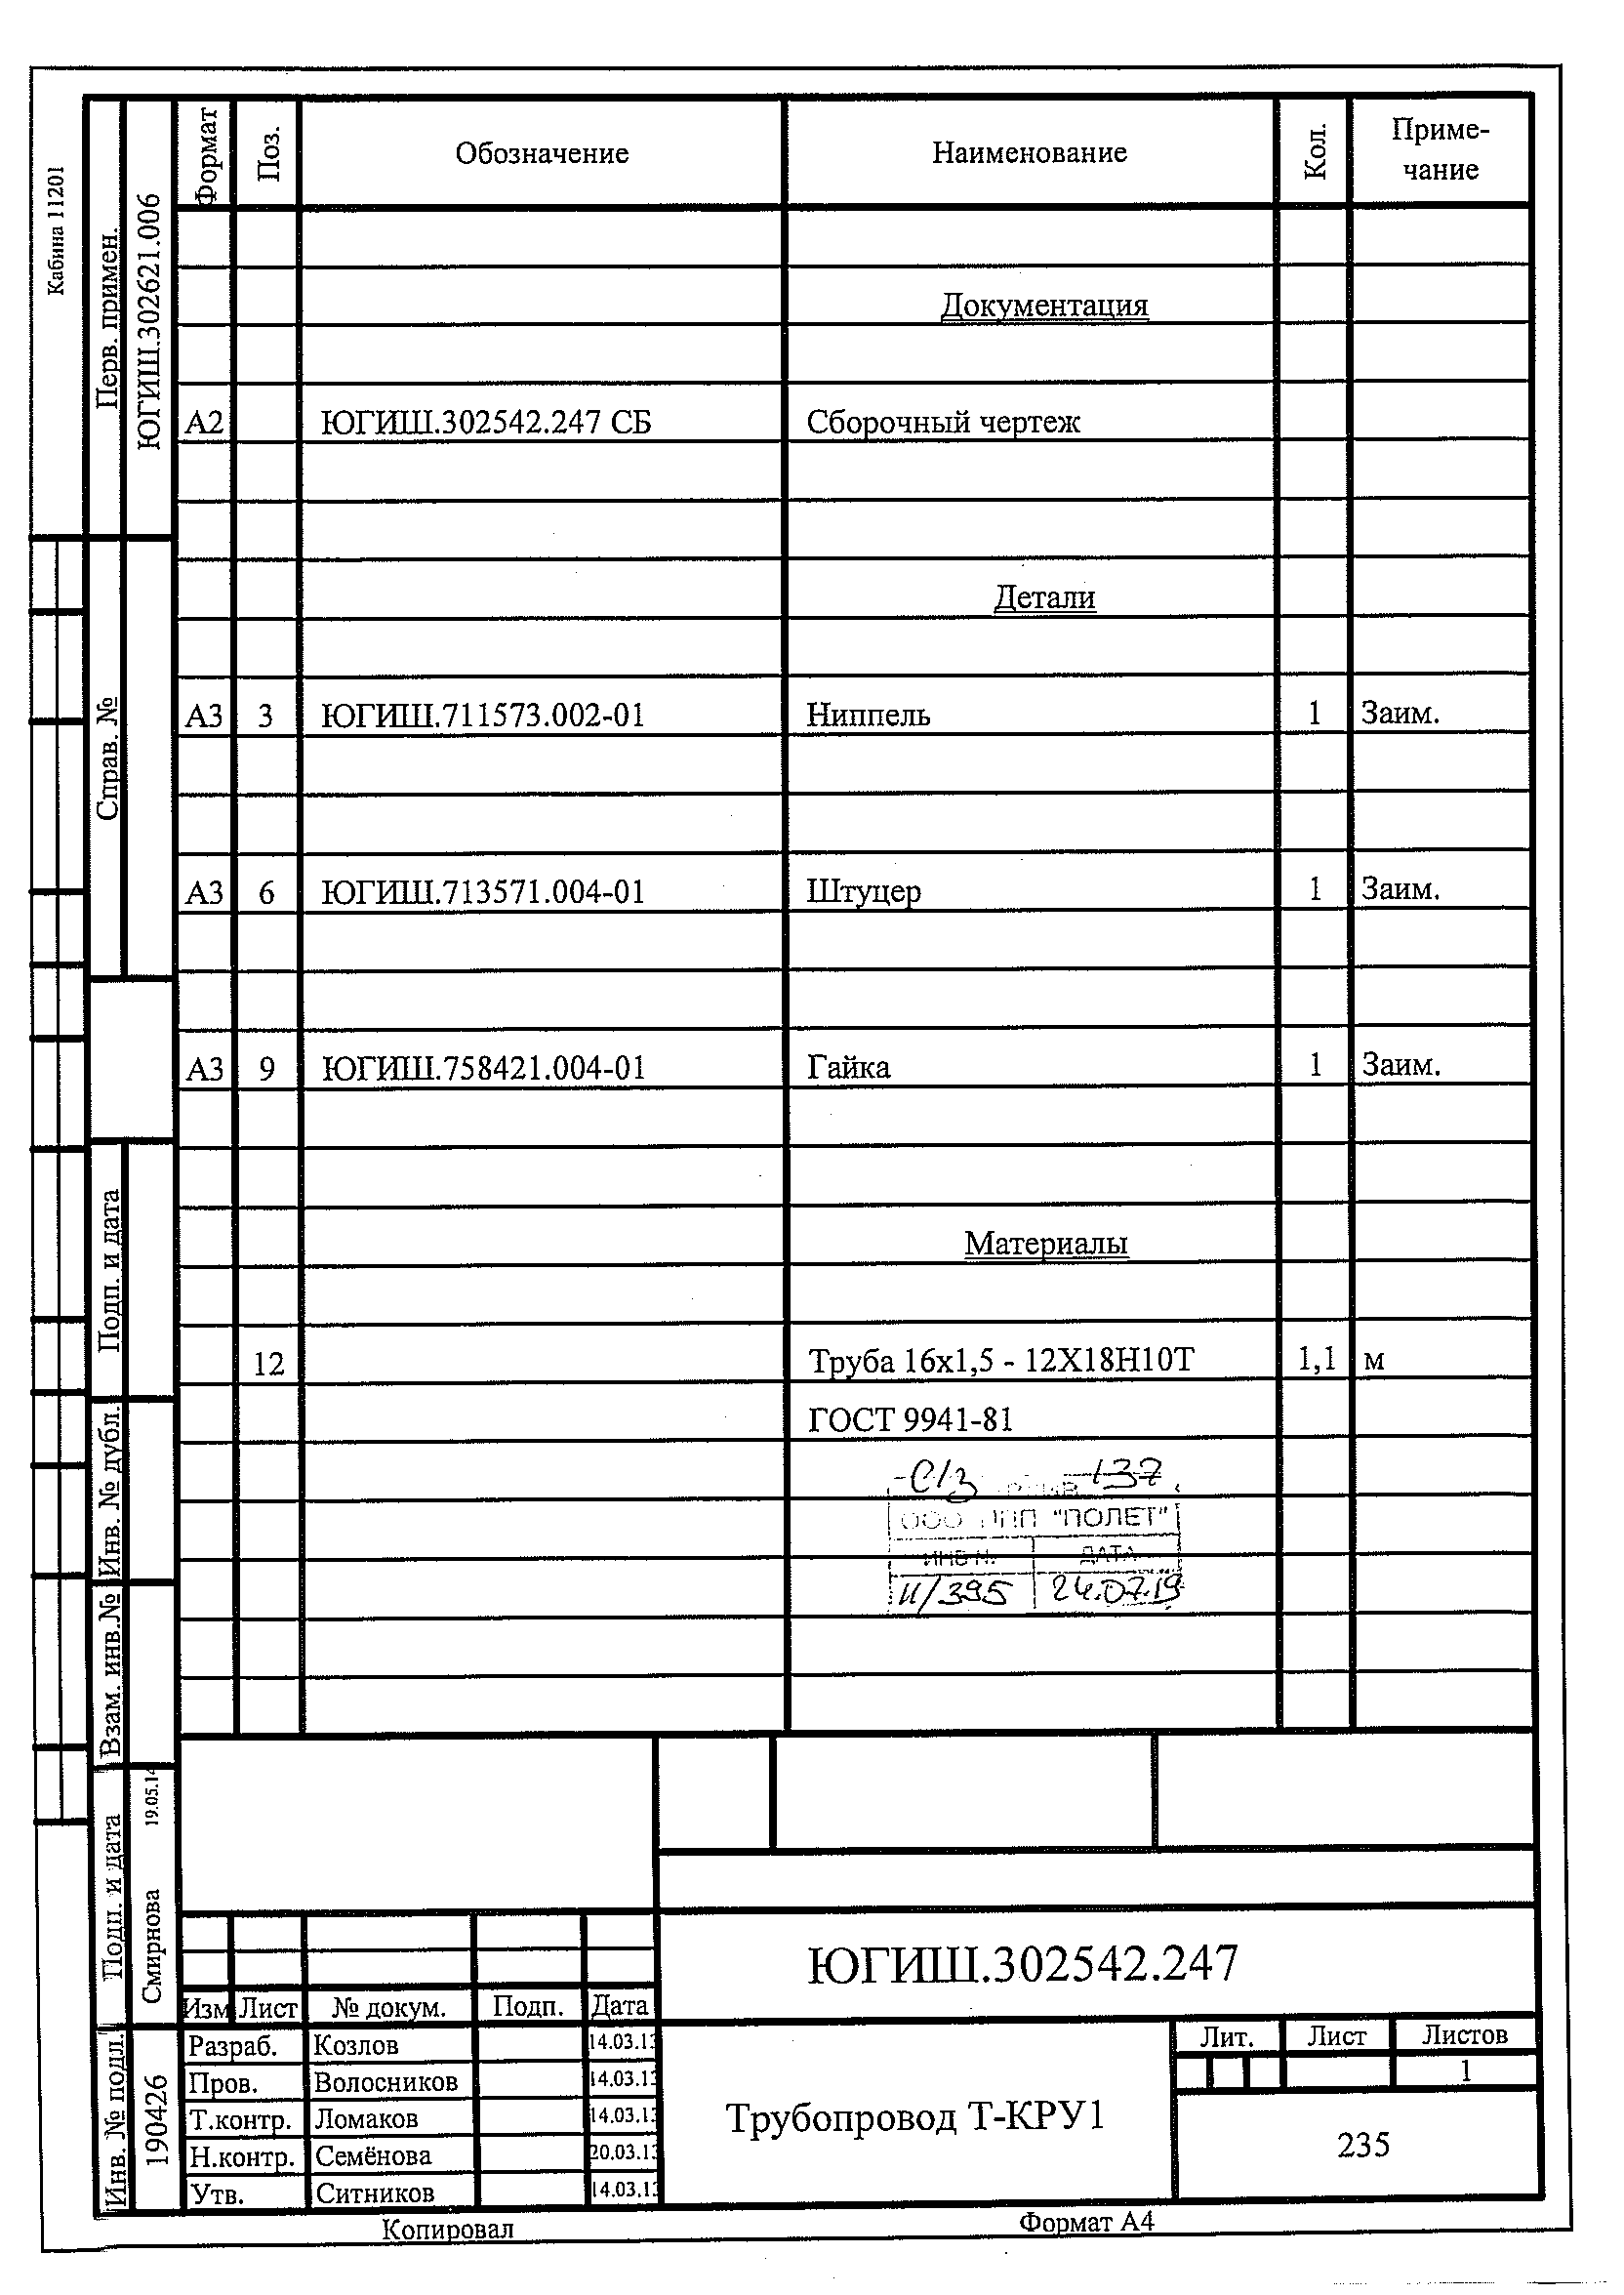 Кабина 11201
Перв. примен.
ЮГИШ.302621.006
Справ. №
Подп. и дата
Инв. № дубл.
Взам. инв.№
Подп. и дата
Смирнова 19.05.14
Инв. № подл.
190426
Формат Поз. Обозначение Наименование Кол. Приме-
чание
Документация
А2 ЮГИШ.302542.247 СБ Сборочный чертеж
Детали
А3 3 ЮГИШ.711573.002-01 Ниппель 1 Заим.
А3 6 ЮГИШ.713571.004-01 Штуцер 1 Заим.
А3 9 ЮГИШ.758421.004-01 Гайка 1 Заим.
Материалы
12 Труба 16х1,5 - 12Х18Н10Т 1,1 м
ГОСТ 9941-81
С/З 137
ООО "ПОЛЕТ"
ИНВ N. ДАТА
И/395 24.07.19
ЮГИШ.302542.247
Изм Лист № докум. Подп. Дата
Разраб. Козлов 14.03.13
Пров. Волосников 14.03.13
Т.контр. Ломаков 14.03.13
Н.контр. Семёнова 20.03.13
Утв. Ситников 14.03.13
Трубопровод Т-КРУ1
Лит. Лист Листов
1
235
Копировал Формат А4